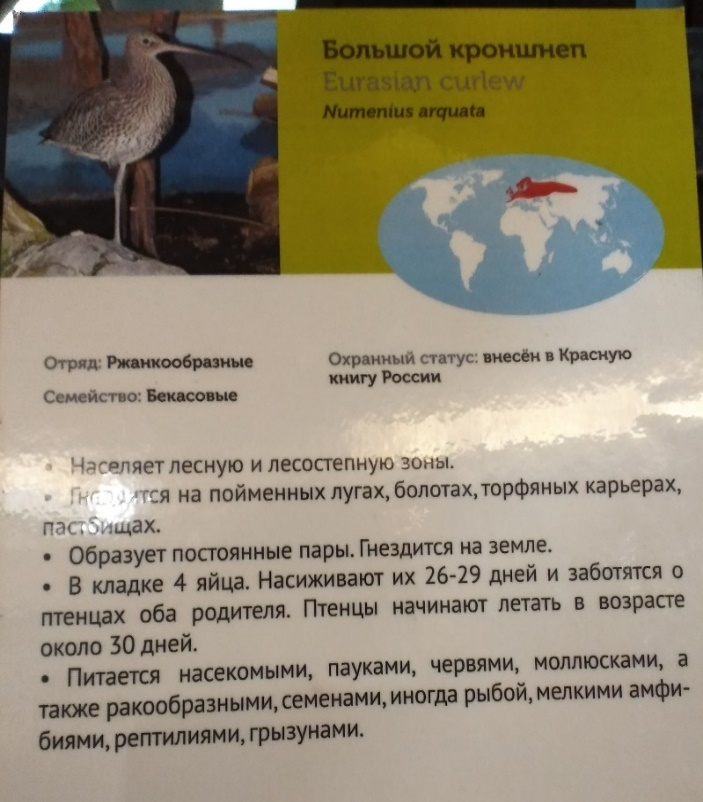 Большой кроншнеп
Eurasian curlew
Numenius arquata
Отряд: Ржанкообразные
Семейство: Бекасовые
Охранный статус: внесён в Красную
книгу России
• Населяет лесную и лесостепную зоны.
• Гнездится на пойменных лугах, болотах, торфяных карьерах,
пастбищах.
• Образует постоянные пары. Гнездится на земле.
• В кладке 4 яйца. Насиживают их 26-29 дней и заботятся о
птенцах оба родителя. Птенцы начинают летать в возрасте
около 30 дней.
• Питается насекомыми, пауками, червями, моллюсками, а
также ракообразными, семенами, иногда рыбой, мелкими амфи-
биями, рептилиями, грызунами.